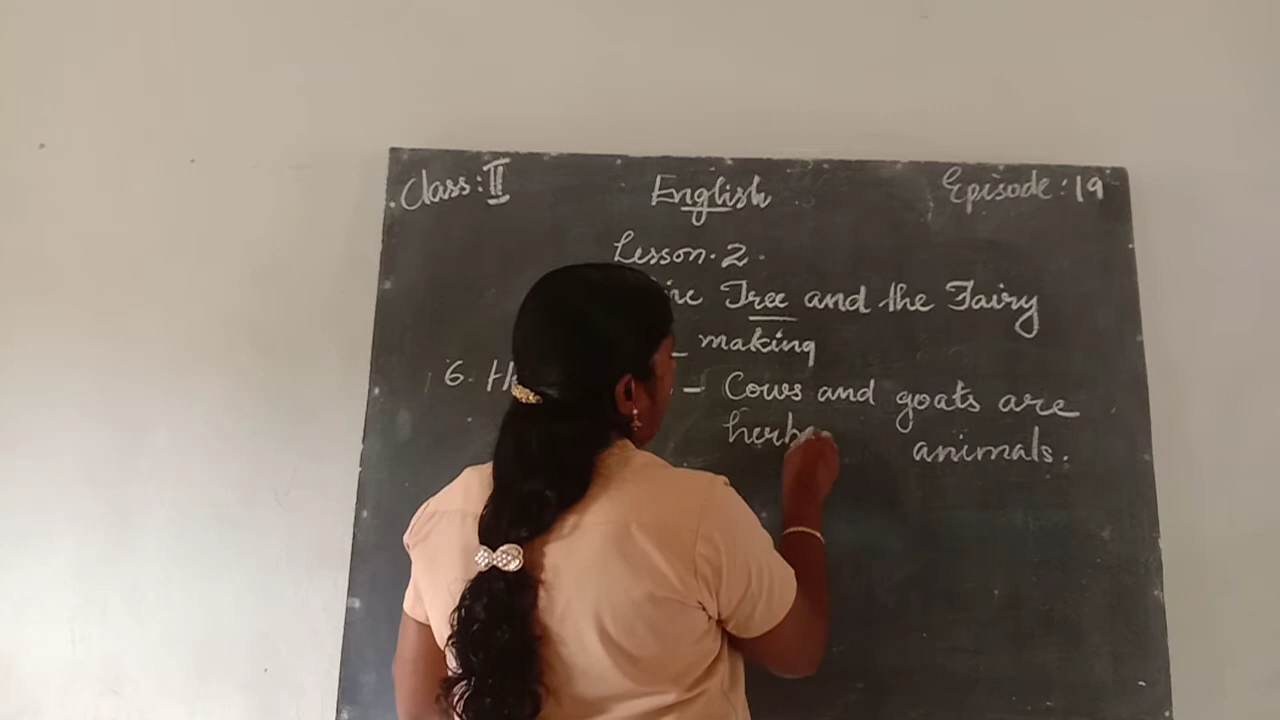 Class: II English Episode: 19
Lesson. 2.
Tree and the Fairy
making
6. - Cows and goats are
animals.